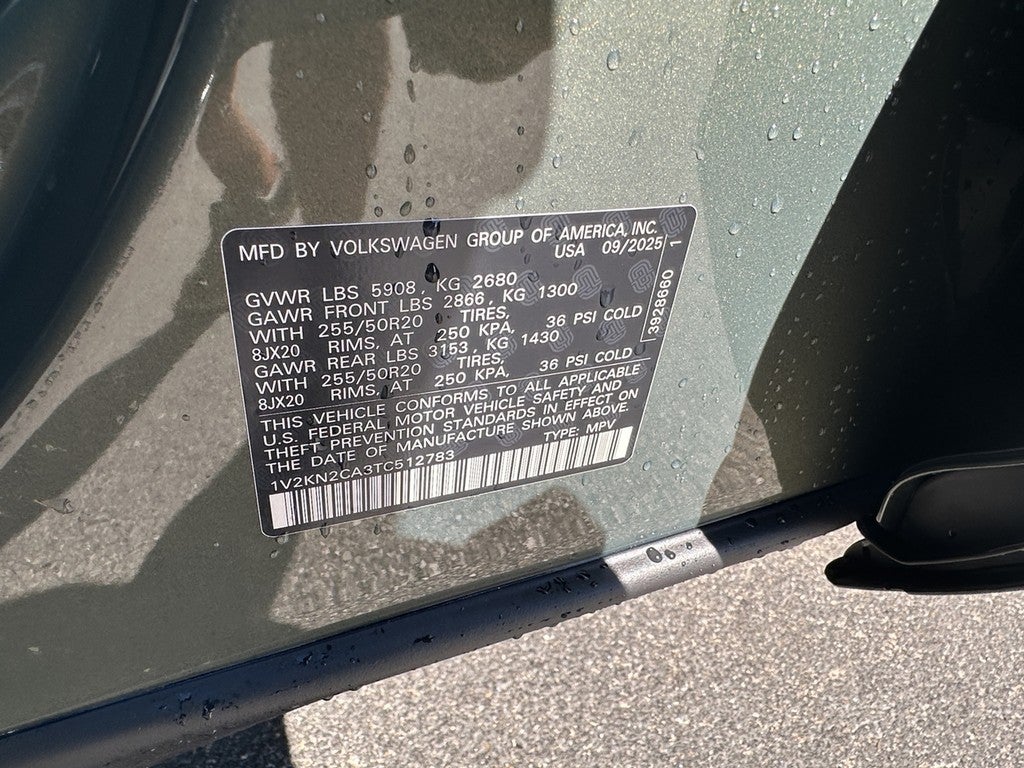 MFD BY VOLKSWAGEN GROUP OF AMERICA, INC.
USA 09/2025
GVWR LBS 5908, KG 2680
GAWR FRONT LBS 2866, KG 1300
WITH 255/50R20 TIRES,
8JX20 RIMS, AT 250 KPA, 36 PSI COLD
GAWR REAR LBS 3153, KG 1430
WITH 255/50R20 TIRES,
8JX20 RIMS, AT 250 KPA, 36 PSI COLD
THIS VEHICLE CONFORMS TO ALL APPLICABLE
U.S. FEDERAL MOTOR VEHICLE SAFETY AND
THEFT PREVENTION STANDARDS IN EFFECT ON
THE DATE OF MANUFACTURE SHOWN ABOVE.
1V2KN2CA3TC512783 TYPE: MPV
3928660 1